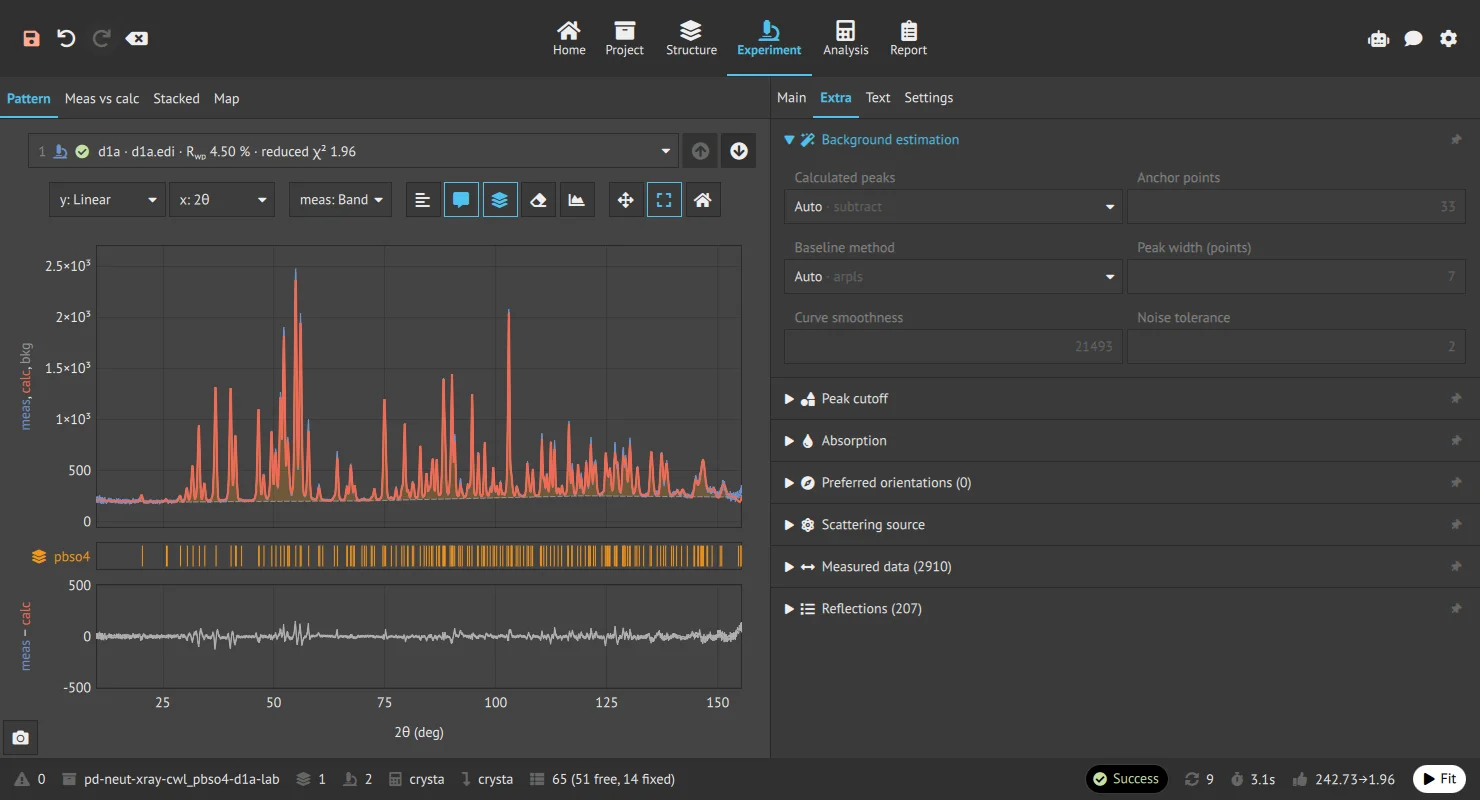 Home Project Structure Experiment Analysis Report
Pattern Meas vs calc Stacked Map
Main Extra Text Settings
1 d1a · d1a.edi · Rwp 4.50 % · reduced χ² 1.96
y: Linear x: 2θ meas: Band
Background estimation
Calculated peaks Anchor points
Auto · subtract 33
Baseline method Peak width (points)
Auto · arpls 7
Curve smoothness Noise tolerance
21493 2
Peak cutoff
Absorption
Preferred orientations (0)
Scattering source
Measured data (2910)
Reflections (207)
meas, calc, bkg
2.5×10³
2×10³
1.5×10³
1×10³
500
0
pbso4
meas − calc
500
0
-500
25 50 75 100 125 150
2θ (deg)
0 pd-neut-xray-cwl_pbso4-d1a-lab 1 2 crysta crysta 65 (51 free, 14 fixed) Success 9 3.1s 242.73→1.96 Fit